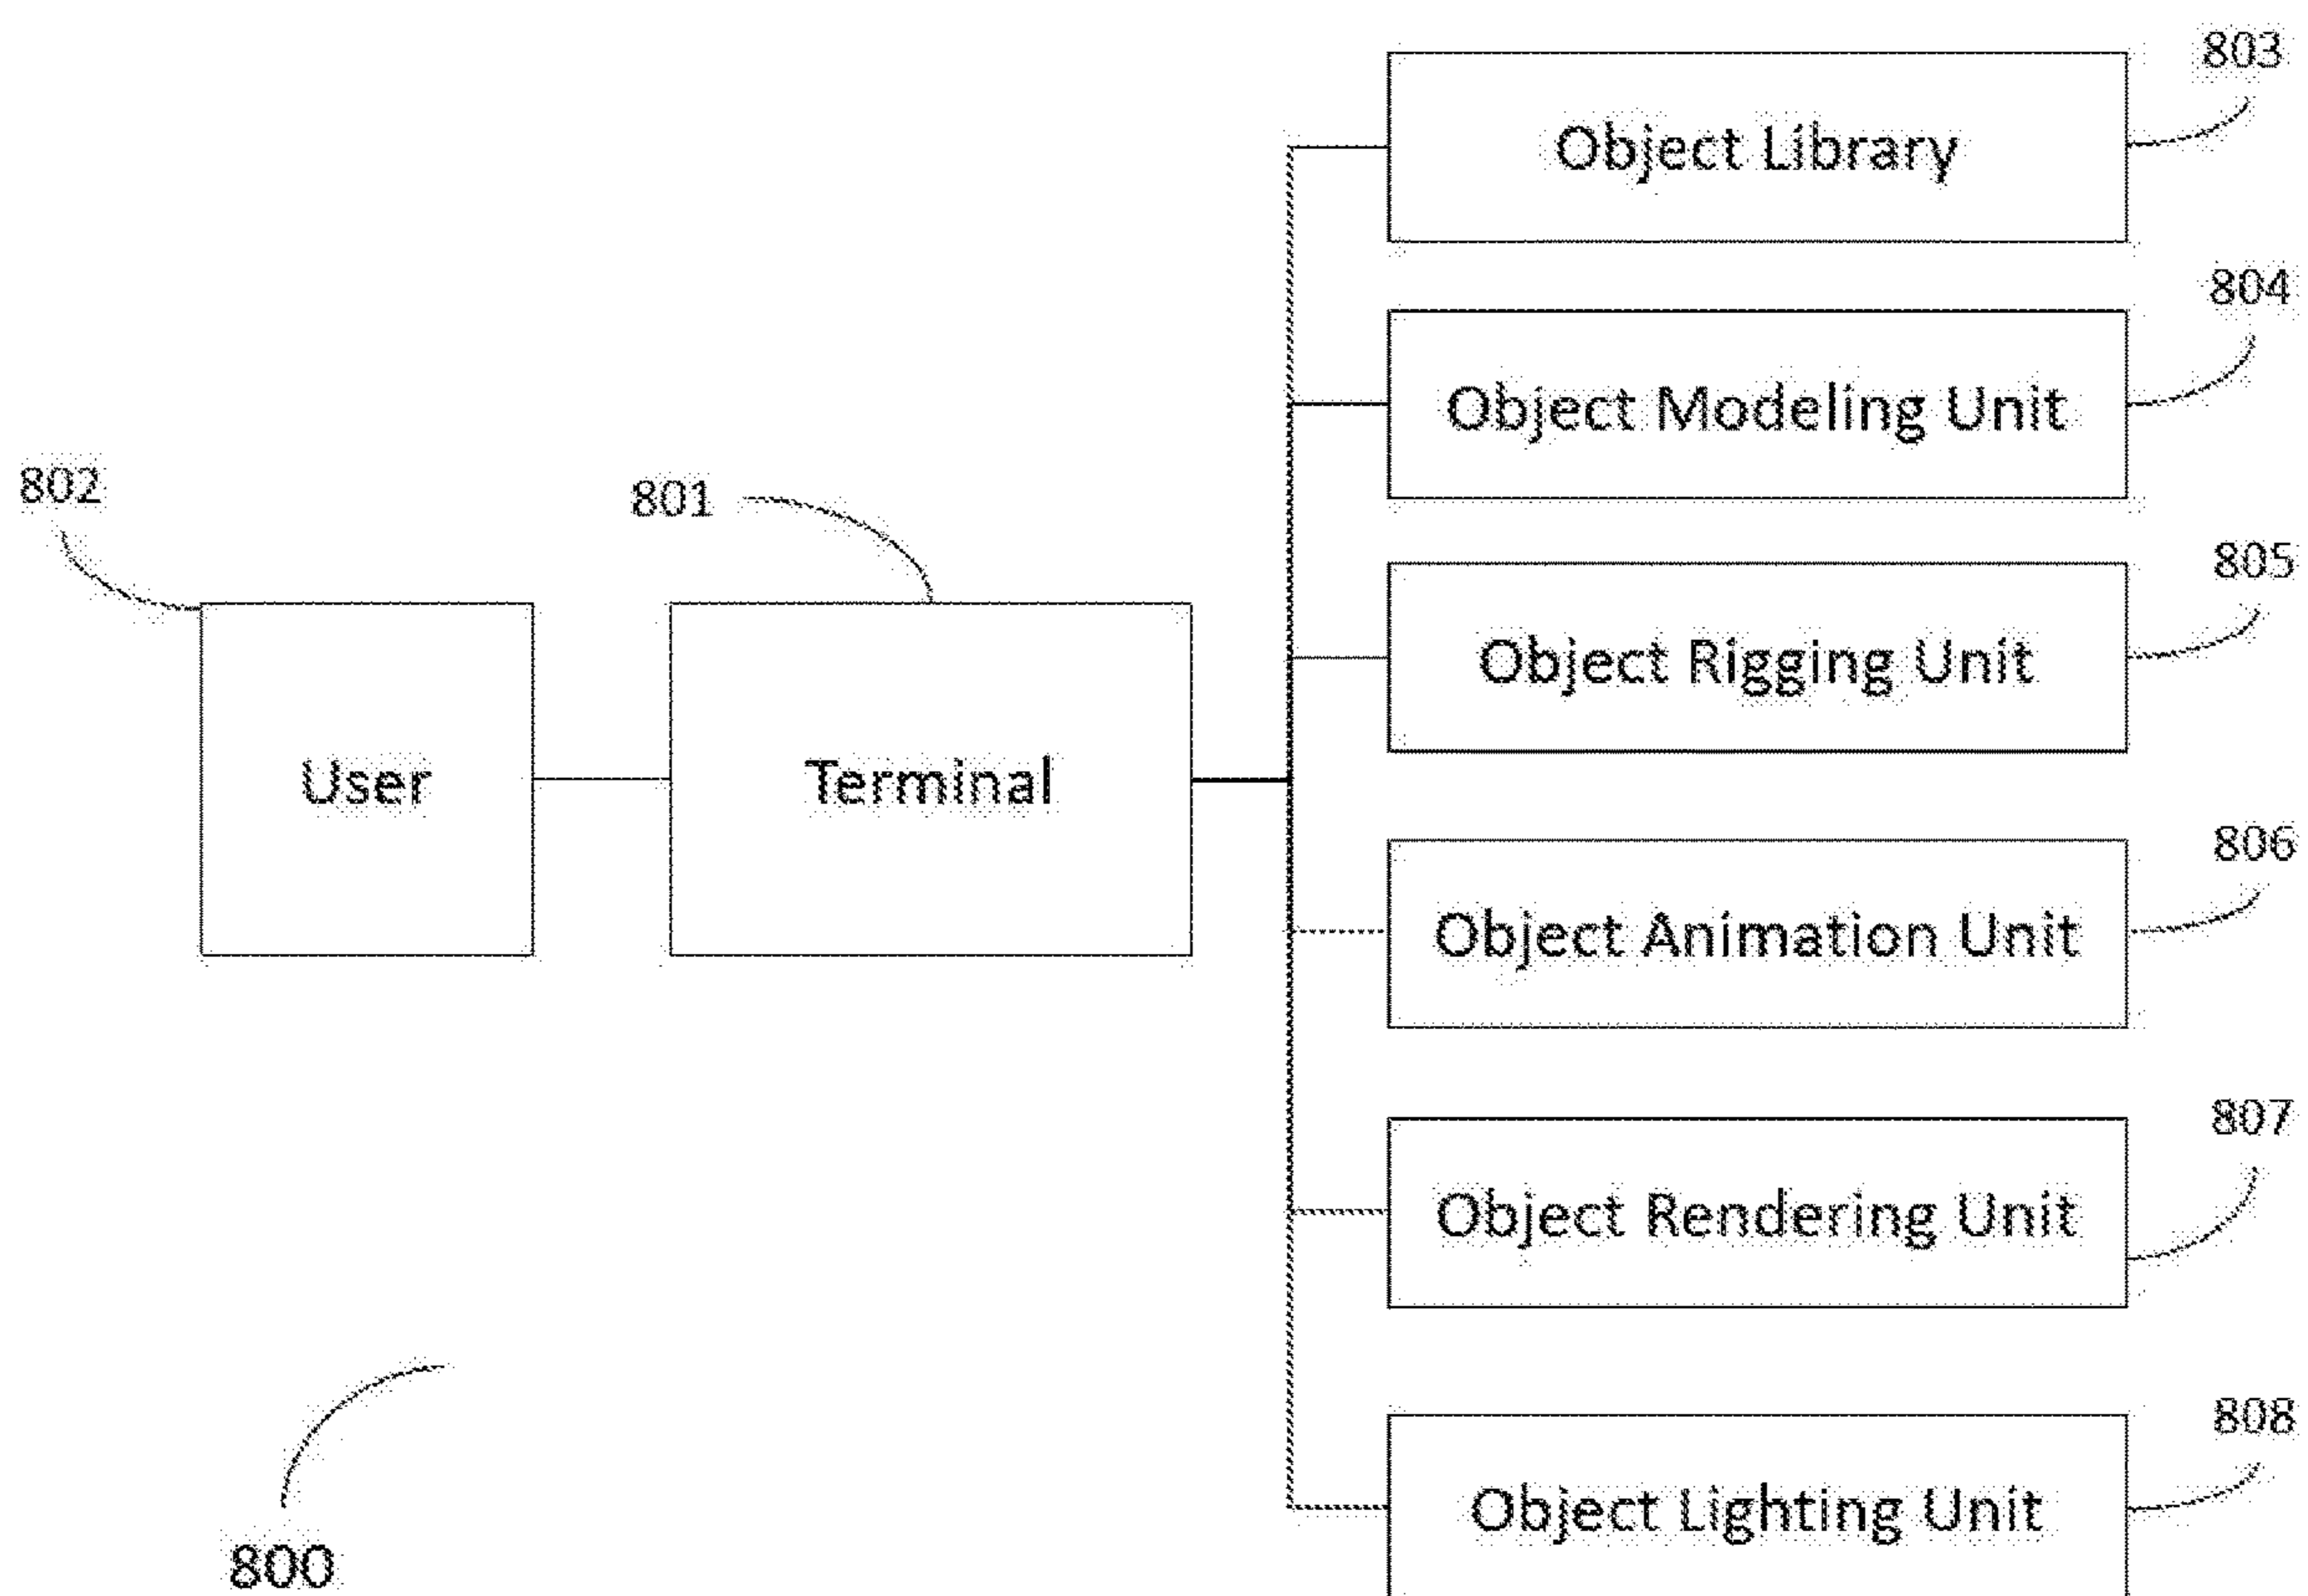 803
Object Library
804
Object Modeling Unit
802
801
805
Object Rigging Unit
User
Terminal
806
Object Animation Unit
807
Object Rendering Unit
808
Object Lighting Unit
800